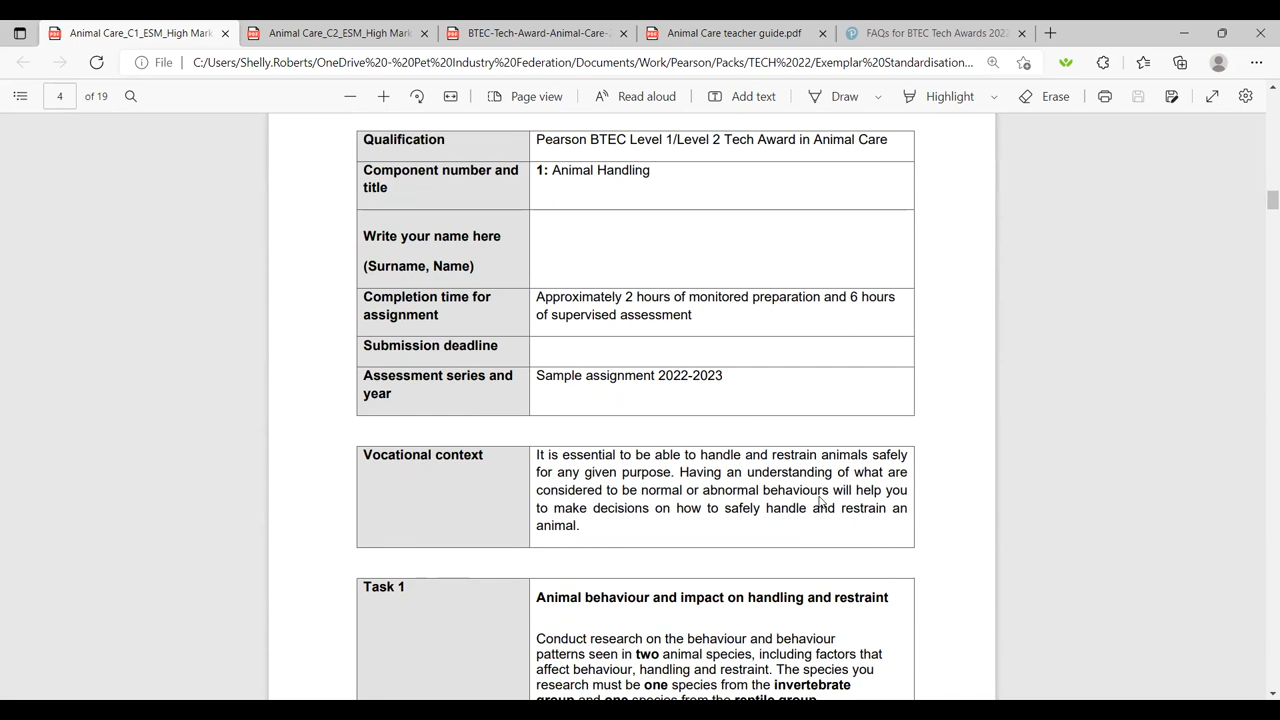 Animal Care_C1_ESM_High Mark
Animal Care_C2_ESM_High Mark
BTEC-Tech-Award-Animal-Care-
Animal Care teacher guide.pdf
FAQs for BTEC Tech Awards 2022
File
C:/Users/Shelly.Roberts/OneDrive%20-%20Pet%20Industry%20Federation/Documents/Work/Pearson/Packs/TECH%2022/Exemplar%20Standardisation...
4 of 19
Page view
Read aloud
Add text
Draw
Highlight
Erase
Qualification
Pearson BTEC Level 1/Level 2 Tech Award in Animal Care
Component number and
title
1: Animal Handling
Write your name here
(Surname, Name)
Completion time for
assignment
Approximately 2 hours of monitored preparation and 6 hours
of supervised assessment
Submission deadline
Assessment series and
year
Sample assignment 2022-2023
Vocational context
It is essential to be able to handle and restrain animals safely
for any given purpose. Having an understanding of what are
considered to be normal or abnormal behaviours will help you
to make decisions on how to safely handle and restrain an
animal.
Task 1
Animal behaviour and impact on handling and restraint
Conduct research on the behaviour and behaviour
patterns seen in two animal species, including factors that
affect behaviour, handling and restraint. The species you
research must be one species from the invertebrate
group and one species from the reptile group